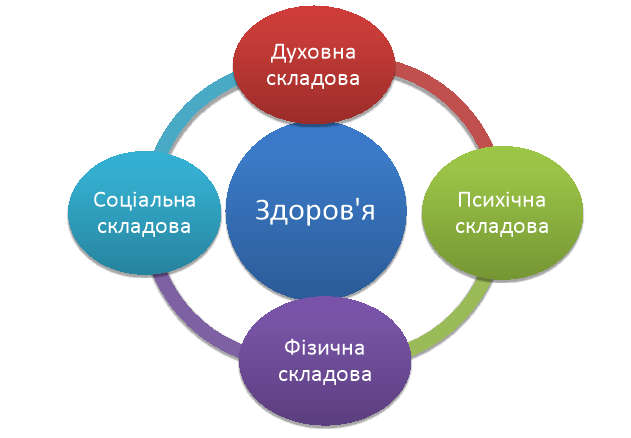 Духовна
складова
Соціальна
складова
Здоров'я
Психічна
складова
Фізична
складова